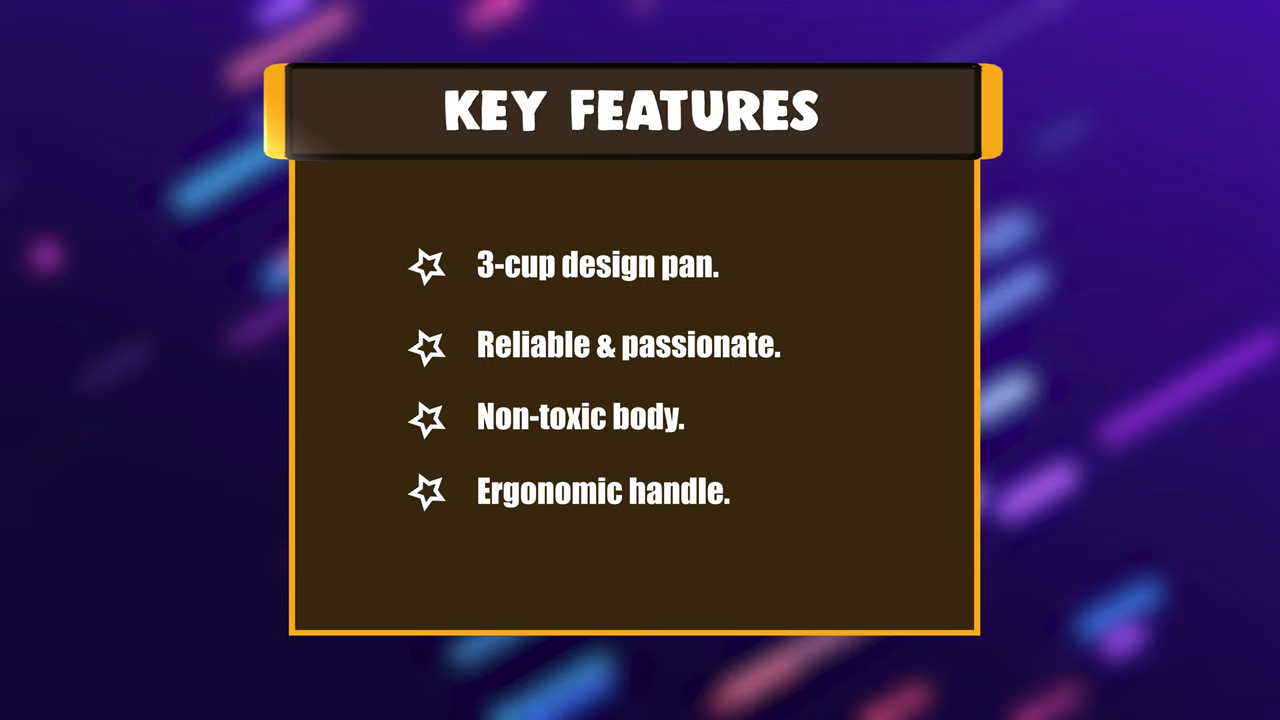 KEY FEATURES
3-cup design pan.
Reliable & passionate.
Non-toxic body.
Ergonomic handle.